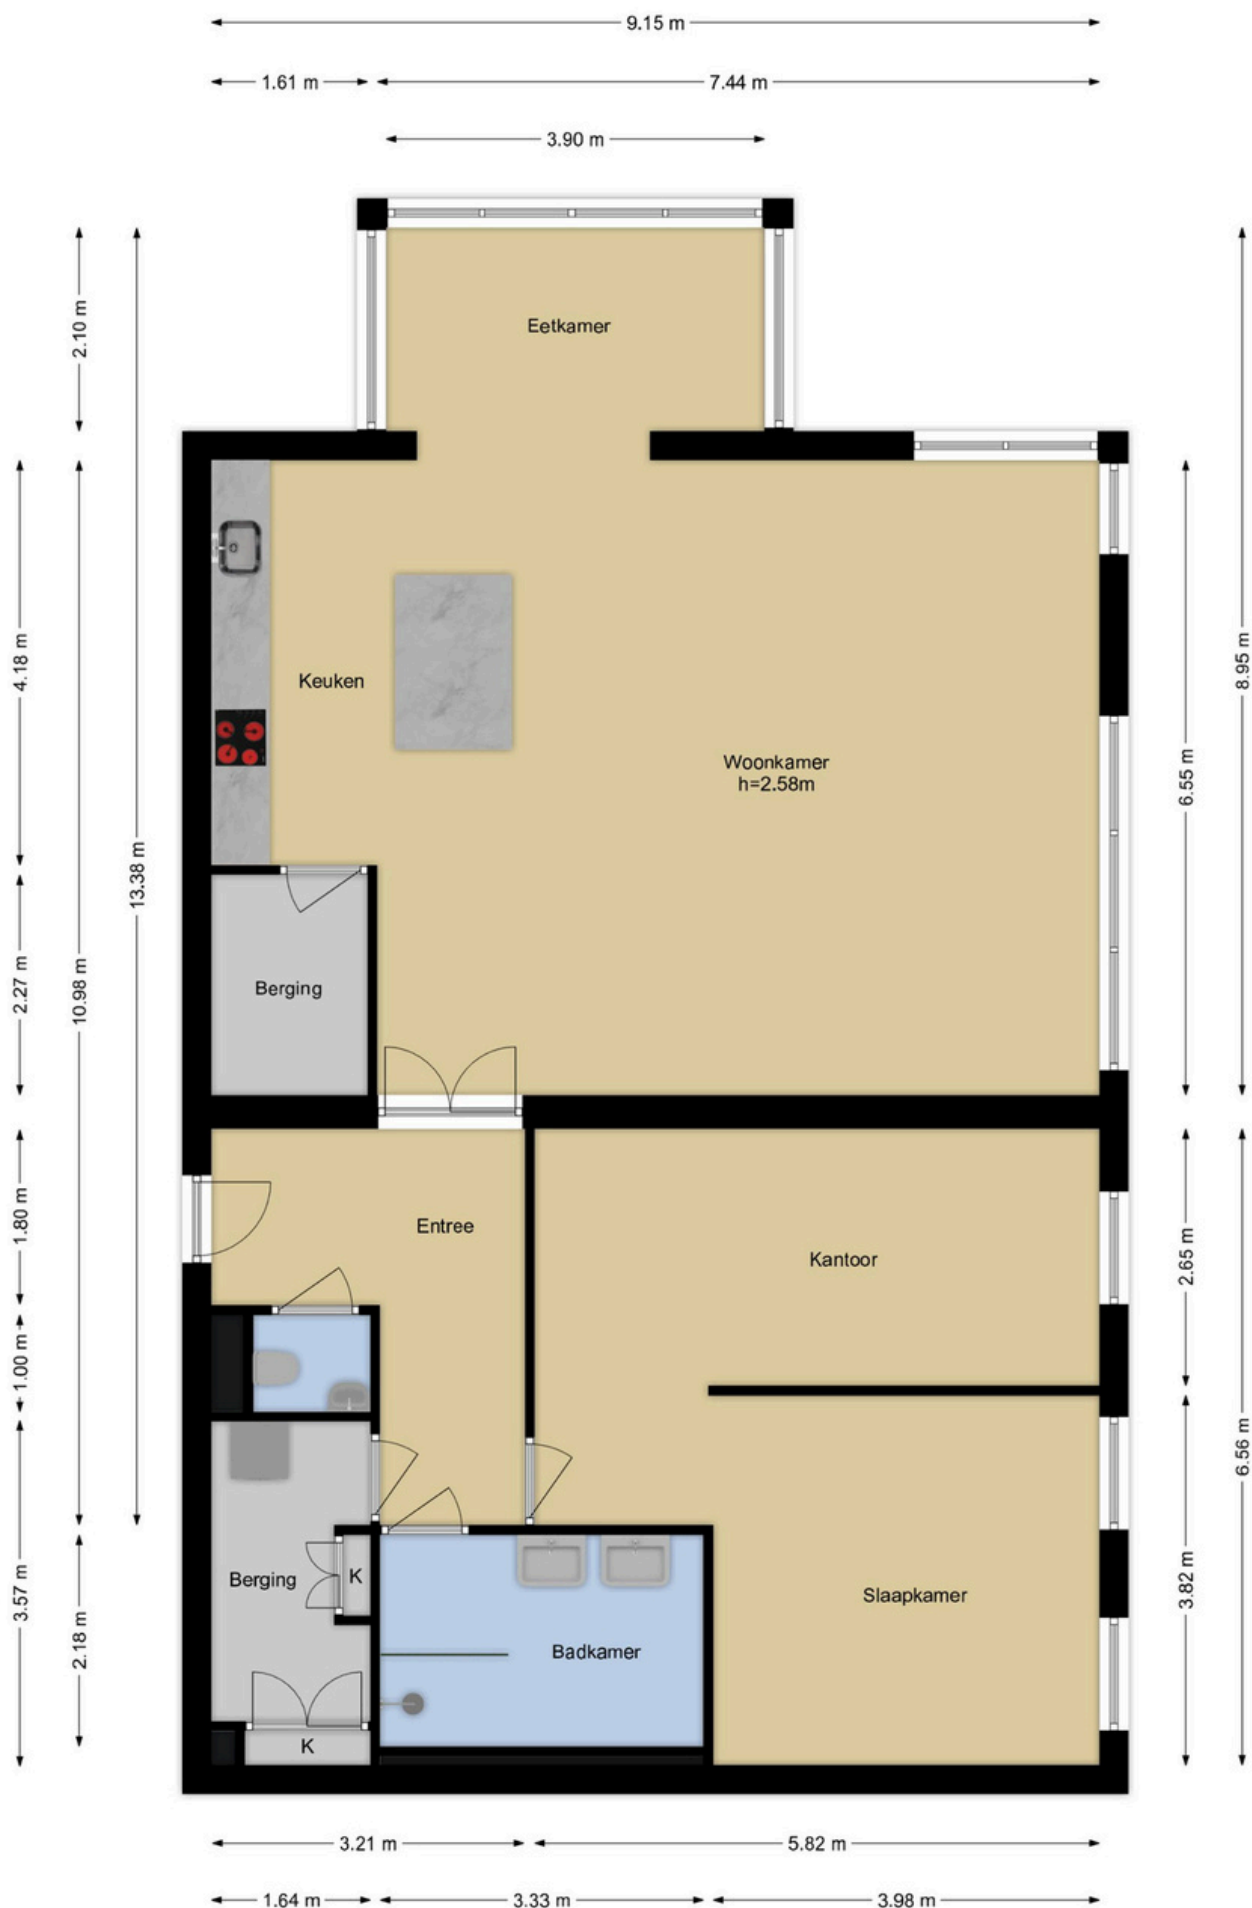 9.15 m
1.61 m
7.44 m
3.90 m
2.10 m
Eetkamer
4.18 m
8.95 m
Keuken
Woonkamer
h=2.58m
6.55 m
13.38 m
2.27 m
10.98 m
Berging
1.80 m
Entree
Kantoor
2.65 m
1.00 m
6.56 m
3.57 m
Berging
K
Slaapkamer
3.82 m
2.18 m
Badkamer
K
3.21 m
5.82 m
1.64 m
3.33 m
3.98 m